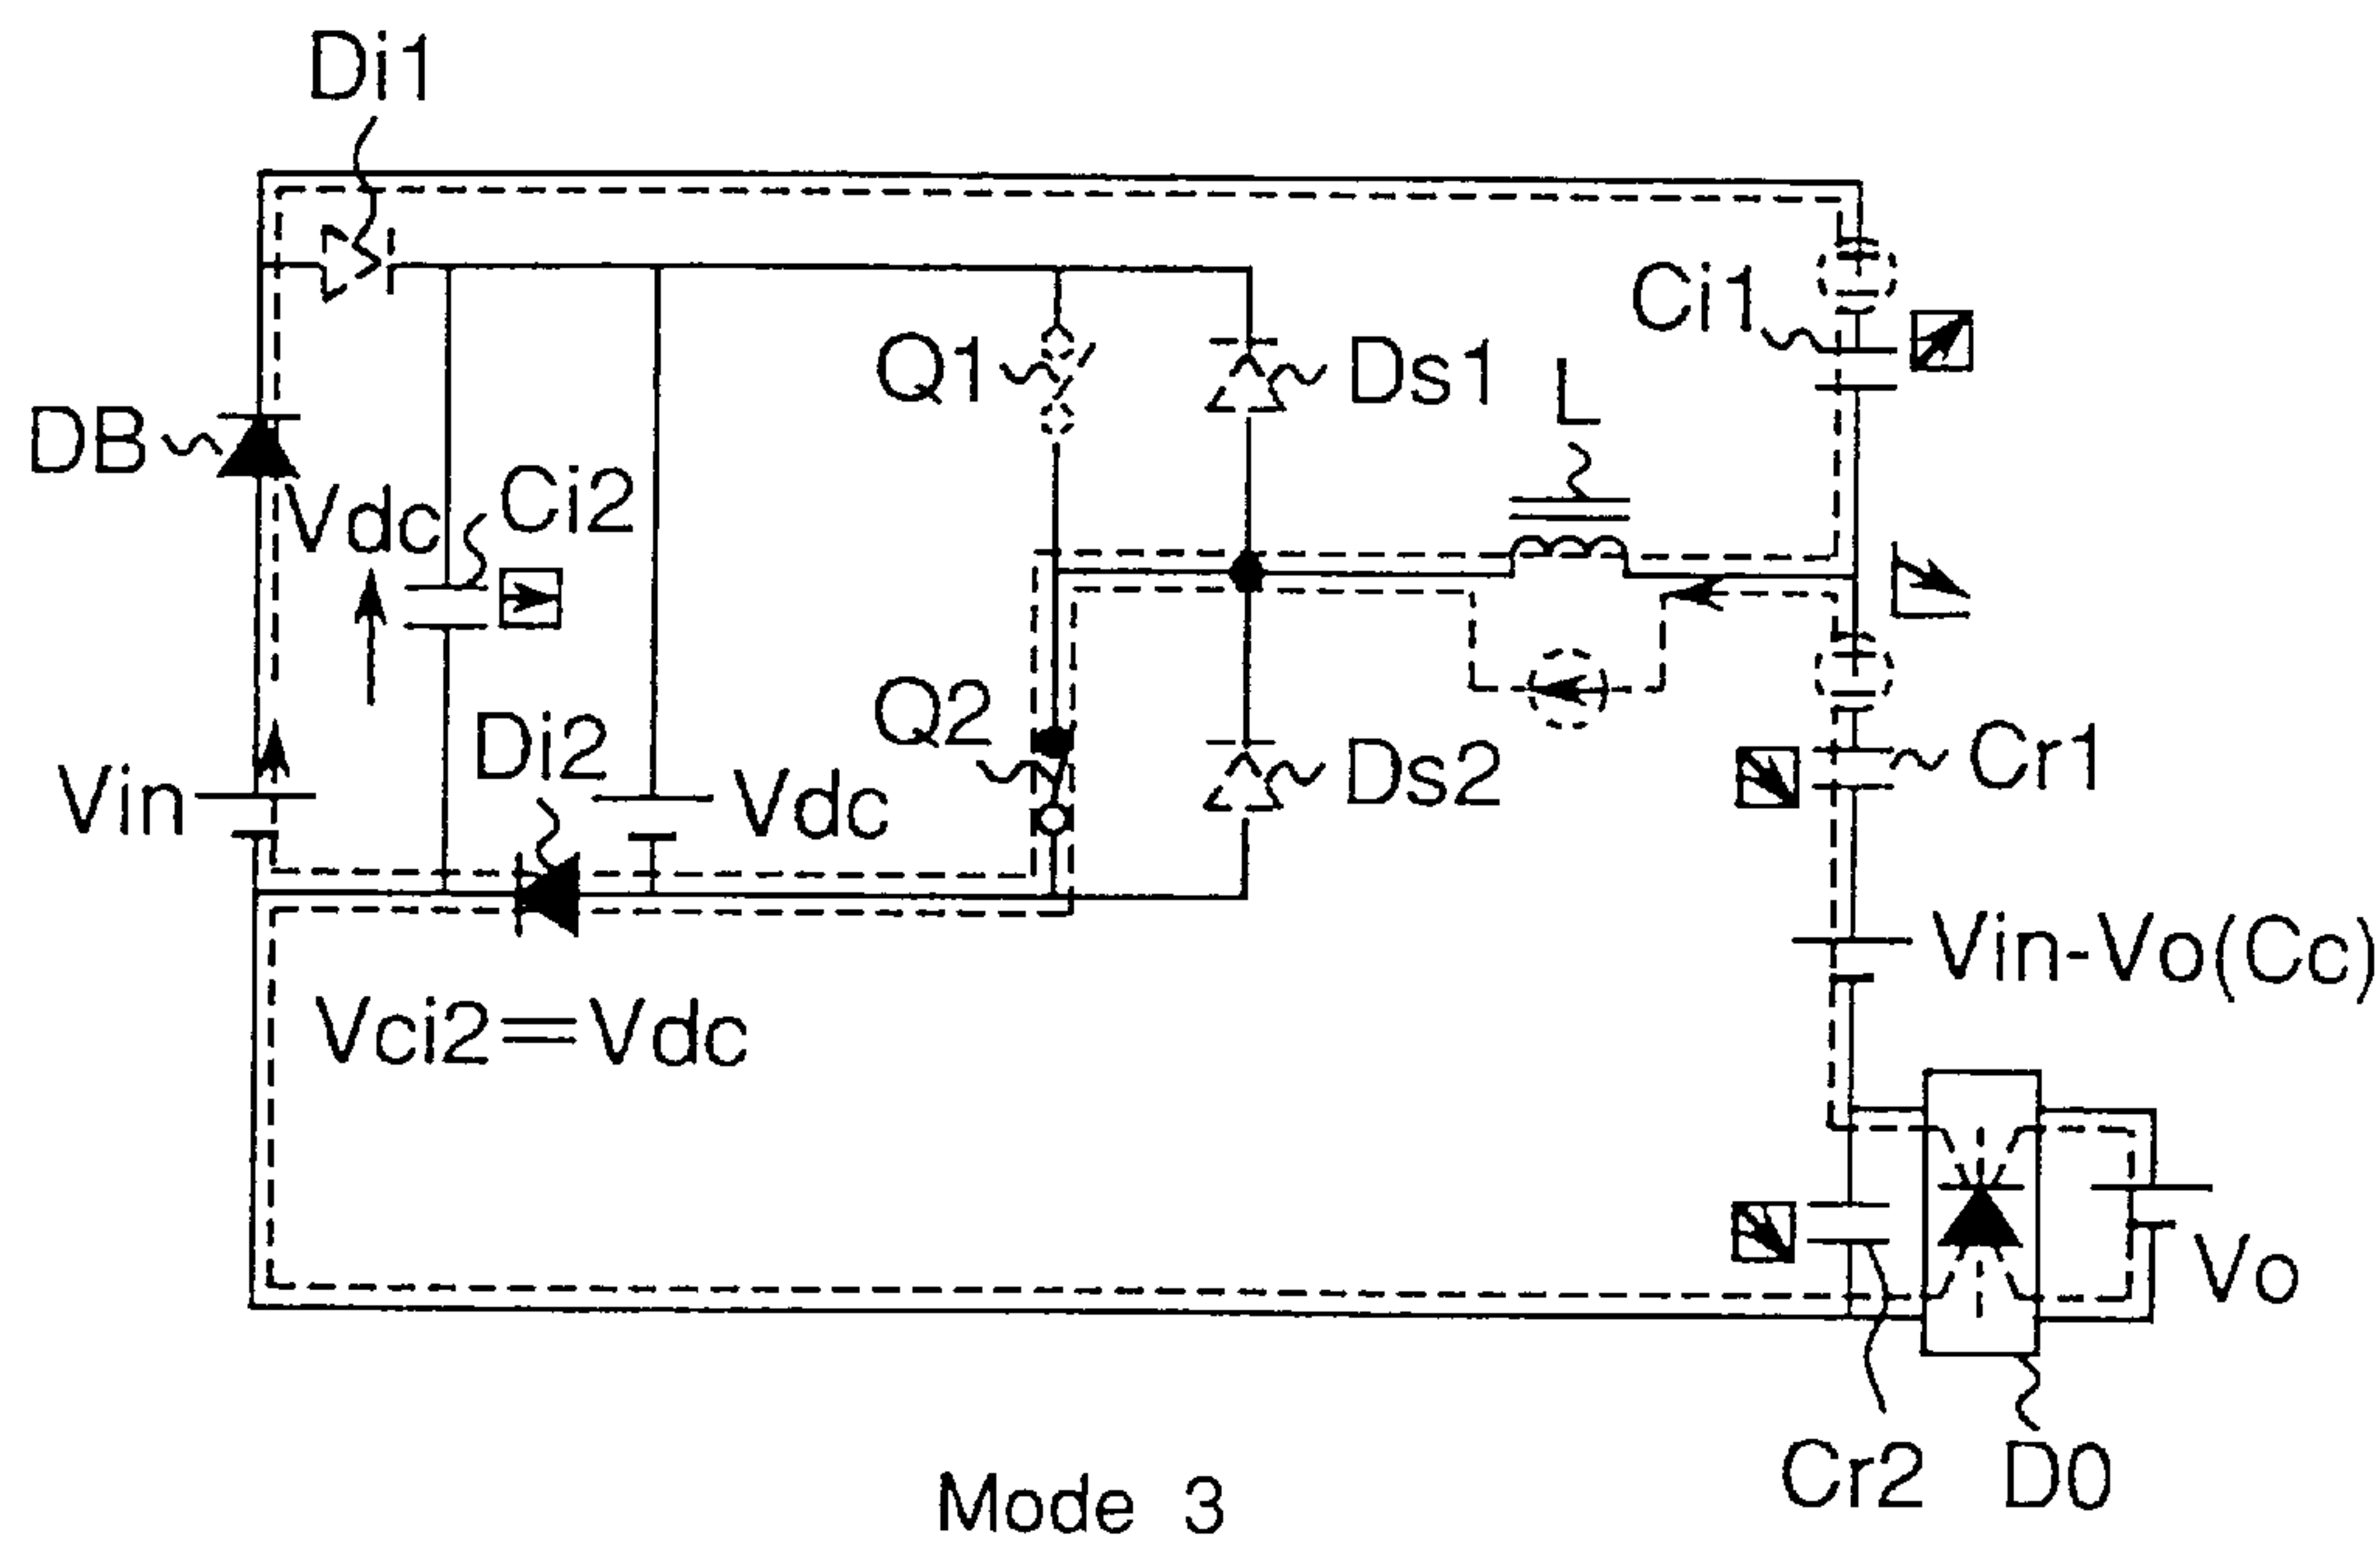 Di1
Ci1
Q1
Ds1
L
DB
Vdc
Ci2
Q2
Di2
Vin
Vdc
Ds2
Cr1
Vin-Vo(Cc)
Vci2=Vdc
Vo
Cr2
D0
Mode 3